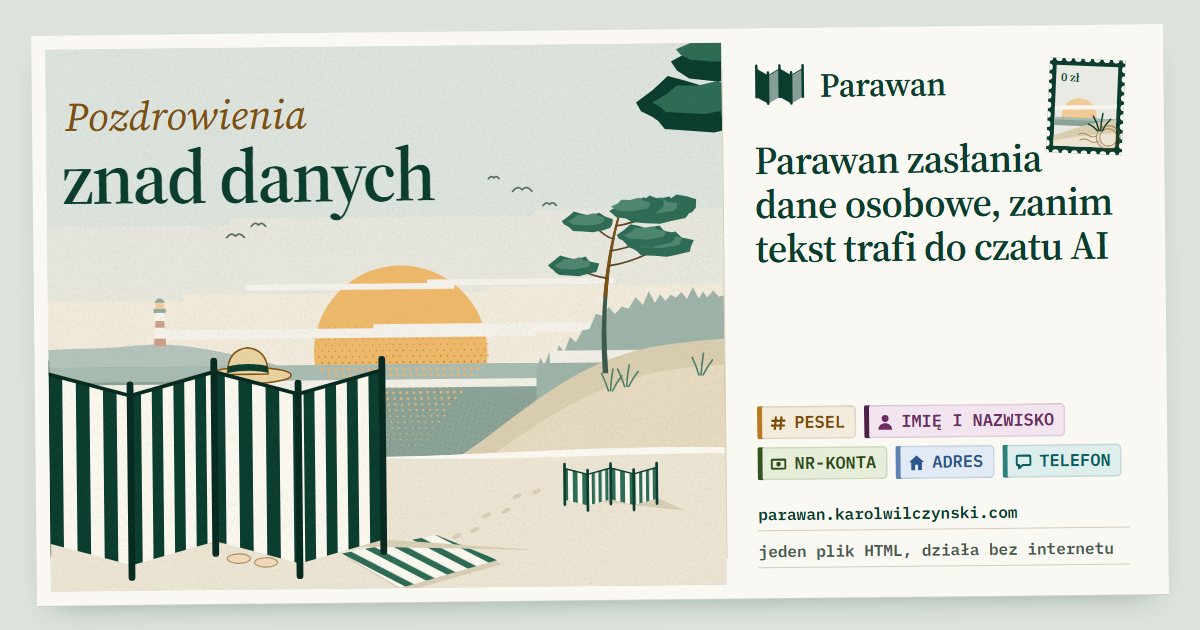 Pozdrowienia
znad danych
Parawan
0 zł
Parawan zasłania
dane osobowe, zanim
tekst trafi do czatu AI
# PESEL
IMIĘ I NAZWISKO
NR-KONTA
ADRES
TELEFON
parawan.karolwilczynski.com
jeden plik HTML, działa bez internetu